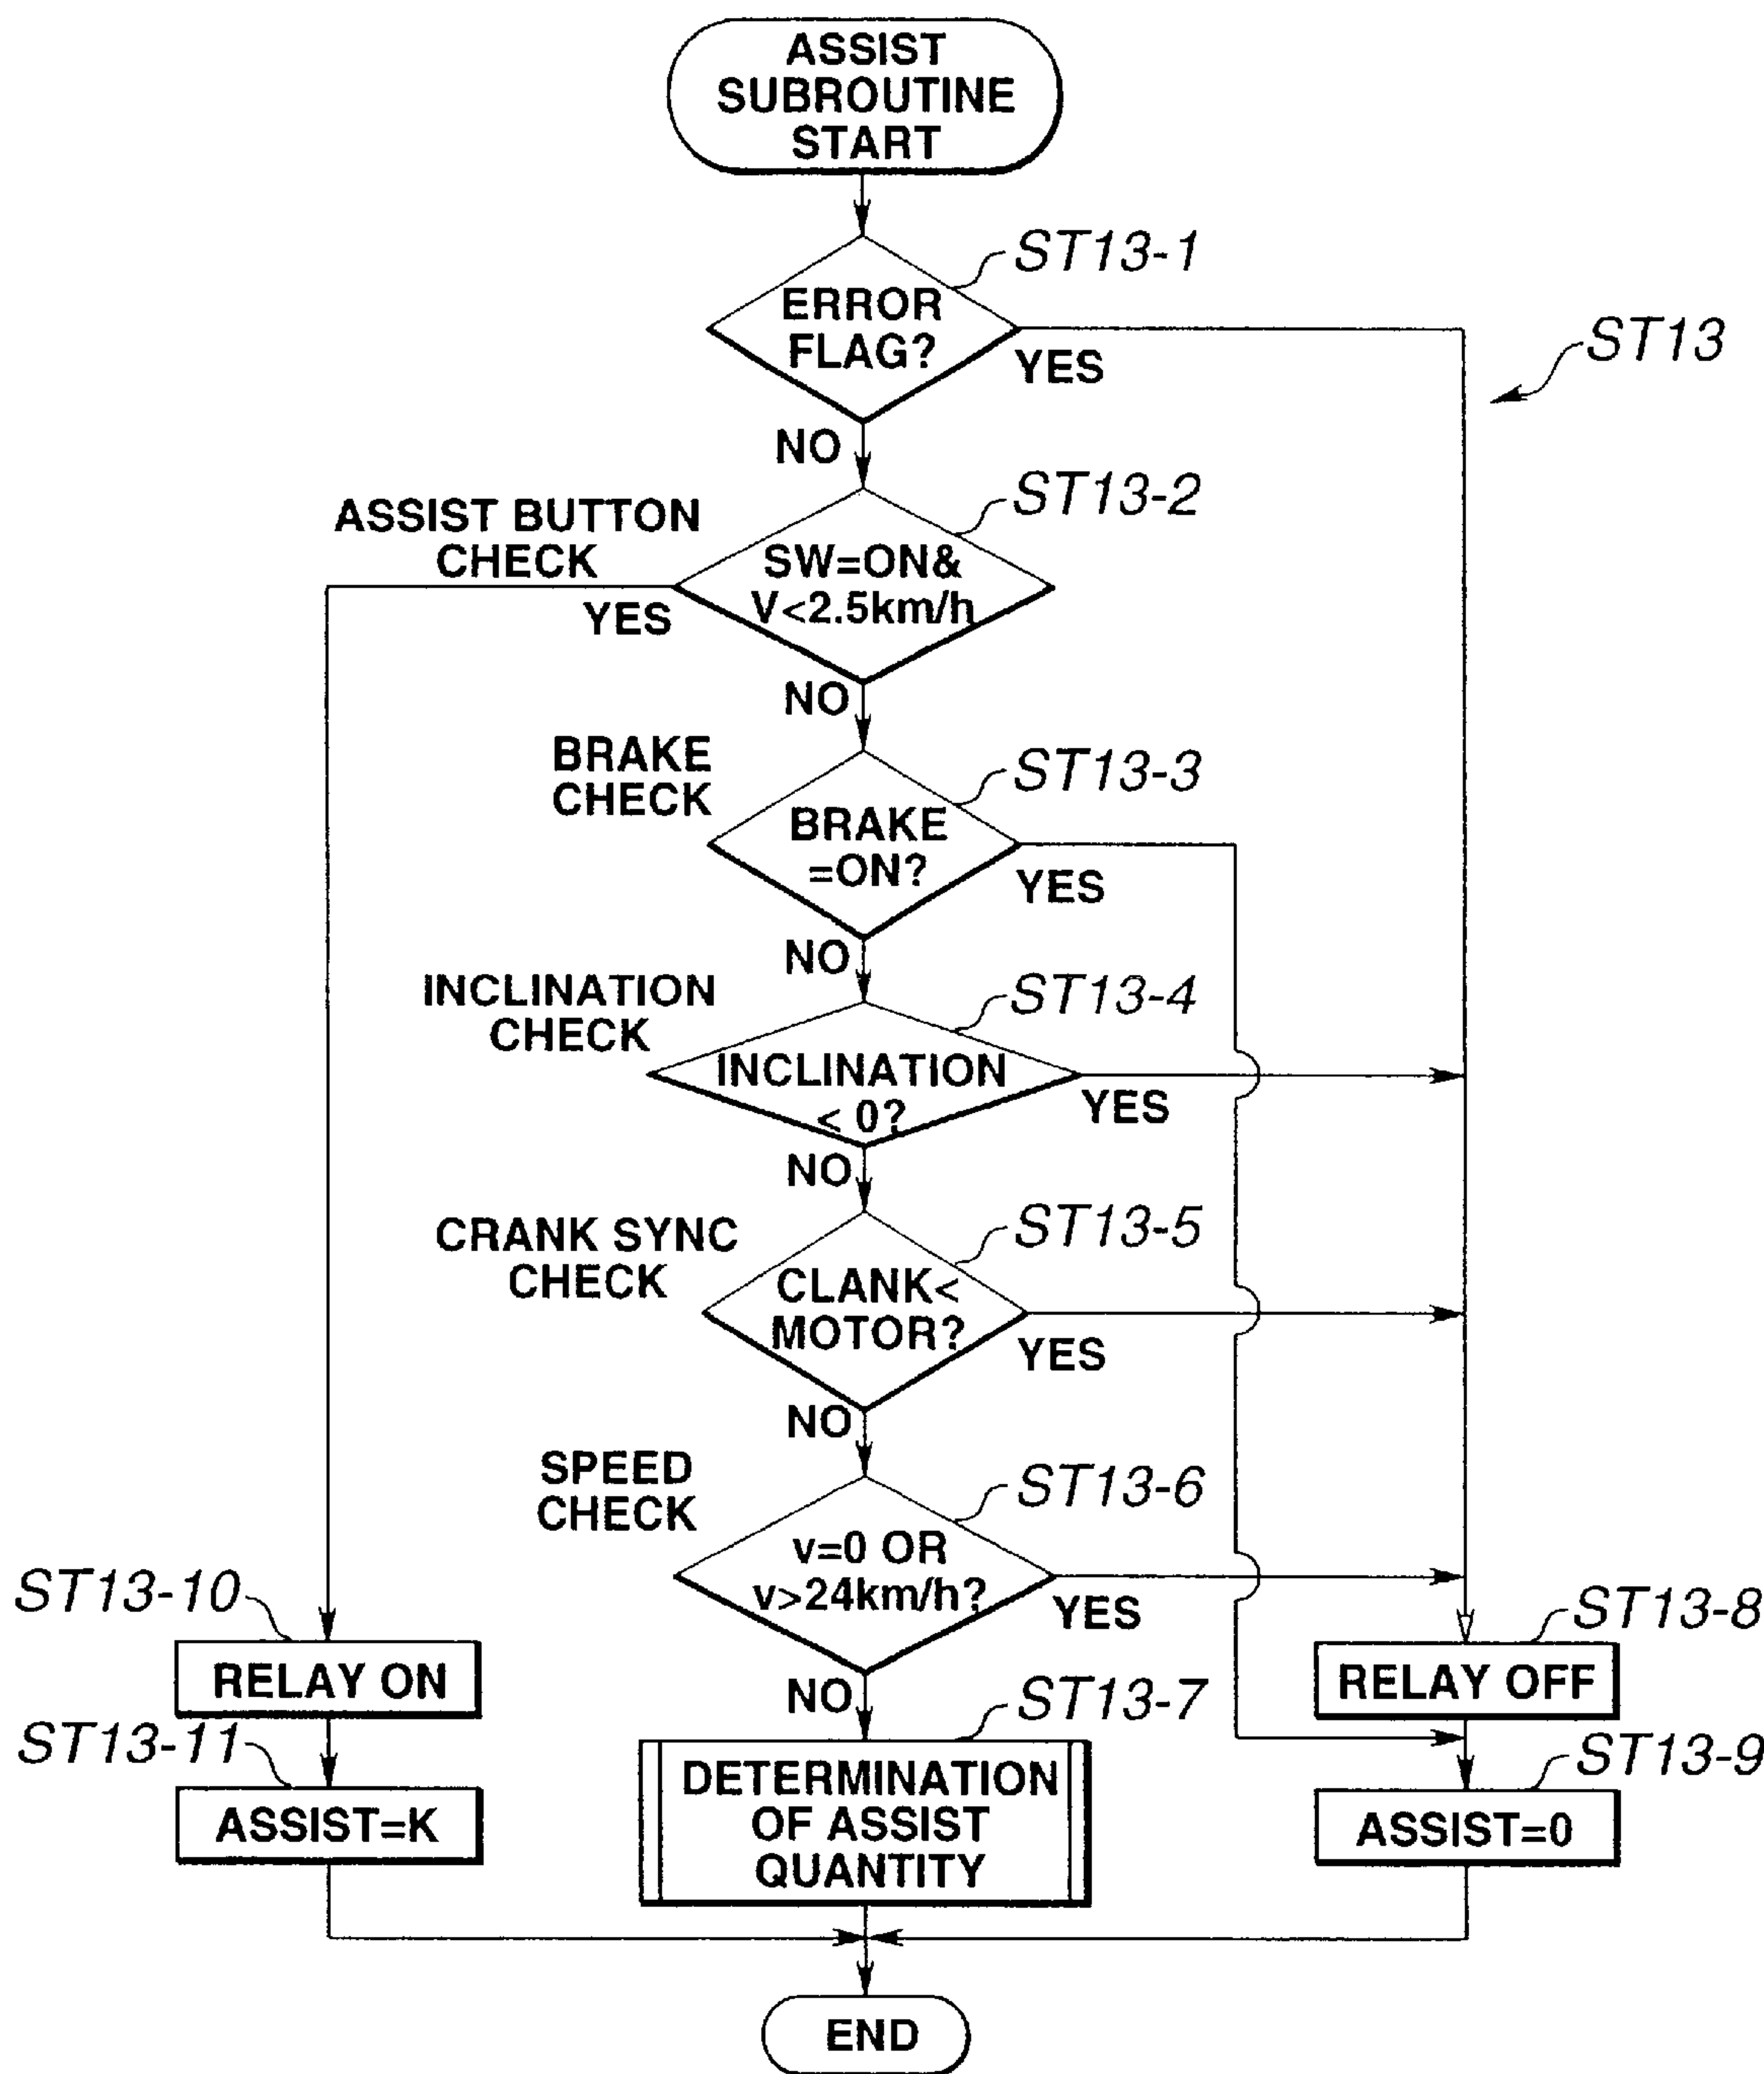 ASSIST
SUBROUTINE
START
ST13-1
ERROR
FLAG?
YES
ST13
NO
ST13-2
ASSIST BUTTON
CHECK
SW=ON&
V<2.5km/h
YES
NO
BRAKE
CHECK
ST13-3
BRAKE
=ON?
YES
NO
INCLINATION
CHECK
ST13-4
INCLINATION
< 0?
YES
NO
CRANK SYNC
CHECK
ST13-5
CLANK<
MOTOR?
YES
NO
SPEED
CHECK
ST13-6
v=0 OR
v>24km/h?
YES
NO
ST13-10
RELAY ON
ST13-8
RELAY OFF
ST13-7
DETERMINATION
OF ASSIST
QUANTITY
ST13-11
ASSIST=K
ST13-9
ASSIST=0
END